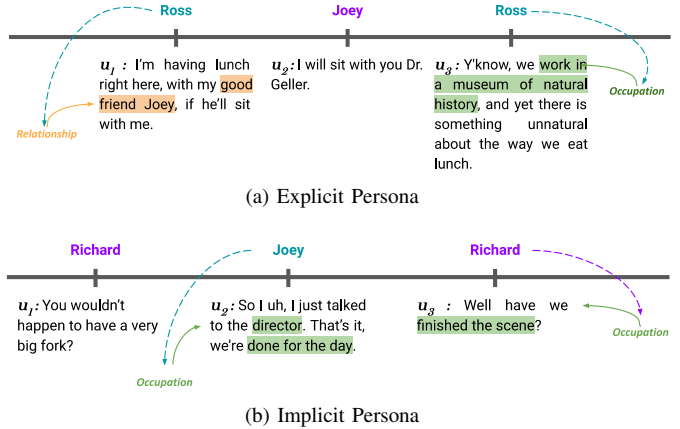 Ross Joey Ross
u1 : I'm having lunch
right here, with my good
friend Joey, if he'll sit
with me.
Relationship
u2: I will sit with you Dr.
Geller.
u3: Y'know, we work in
a museum of natural
history, and yet there is
something unnatural
about the way we eat
lunch.
Occupation
(a) Explicit Persona
Richard Joey Richard
u1: You wouldn't
happen to have a very
big fork?
u2: So I uh, I just talked
to the director. That's it,
we're done for the day.
Occupation
u3 : Well have we
finished the scene?
Occupation
(b) Implicit Persona